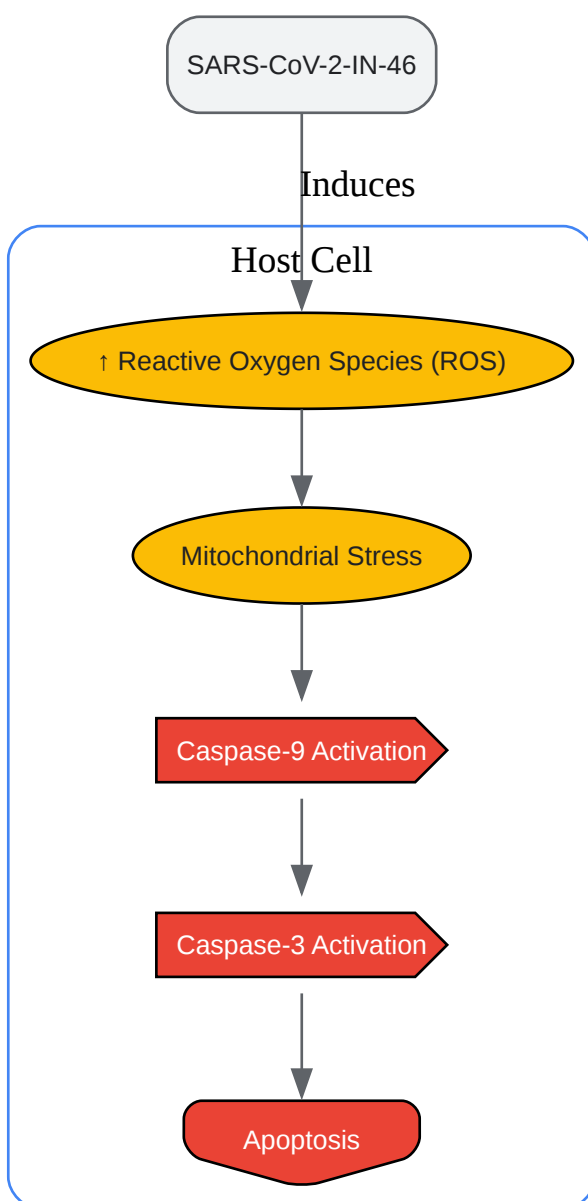 SARS-CoV-2-IN-46
Induces
Host Cell
↑ Reactive Oxygen Species (ROS)
Mitochondrial Stress
Caspase-9 Activation
Caspase-3 Activation
Apoptosis